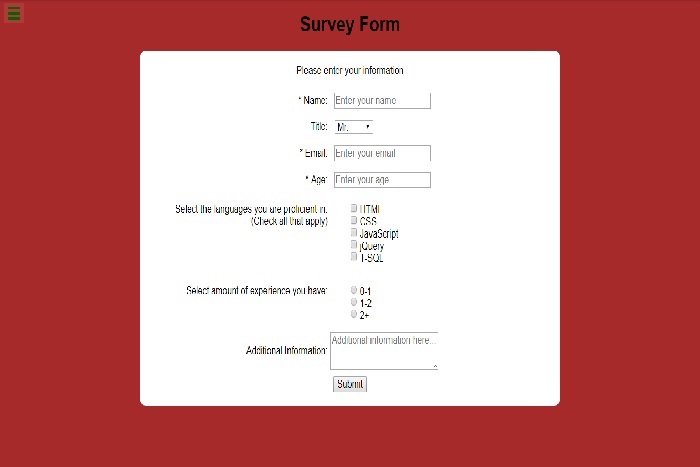 Survey Form
Please enter your information
* Name: Enter your name
Title: Mr.
* Email: Enter your email
* Age: Enter your age
Select the languages you are proficient in:
(Check all that apply)
HTML
CSS
JavaScript
jQuery
T-SQL
Select amount of experience you have:
0-1
1-2
2+
Additional Information: Additional information here...
Submit